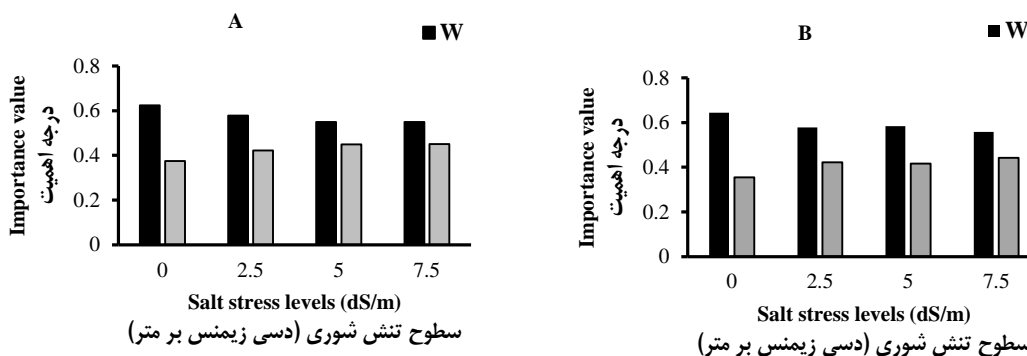 A
W
Importance value
درجه اهمیت
0.8
0.6
0.4
0.2
0
0 2.5 5 7.5
Salt stress levels (dS/m)
سطوح تنش شوری (دسی زیمنس بر متر)
B
W
Importance value
درجه اهمیت
0.8
0.6
0.4
0.2
0
0 2.5 5 7.5
Salt stress levels (dS/m)
سطوح تنش شوری (دسی زیمنس بر متر)